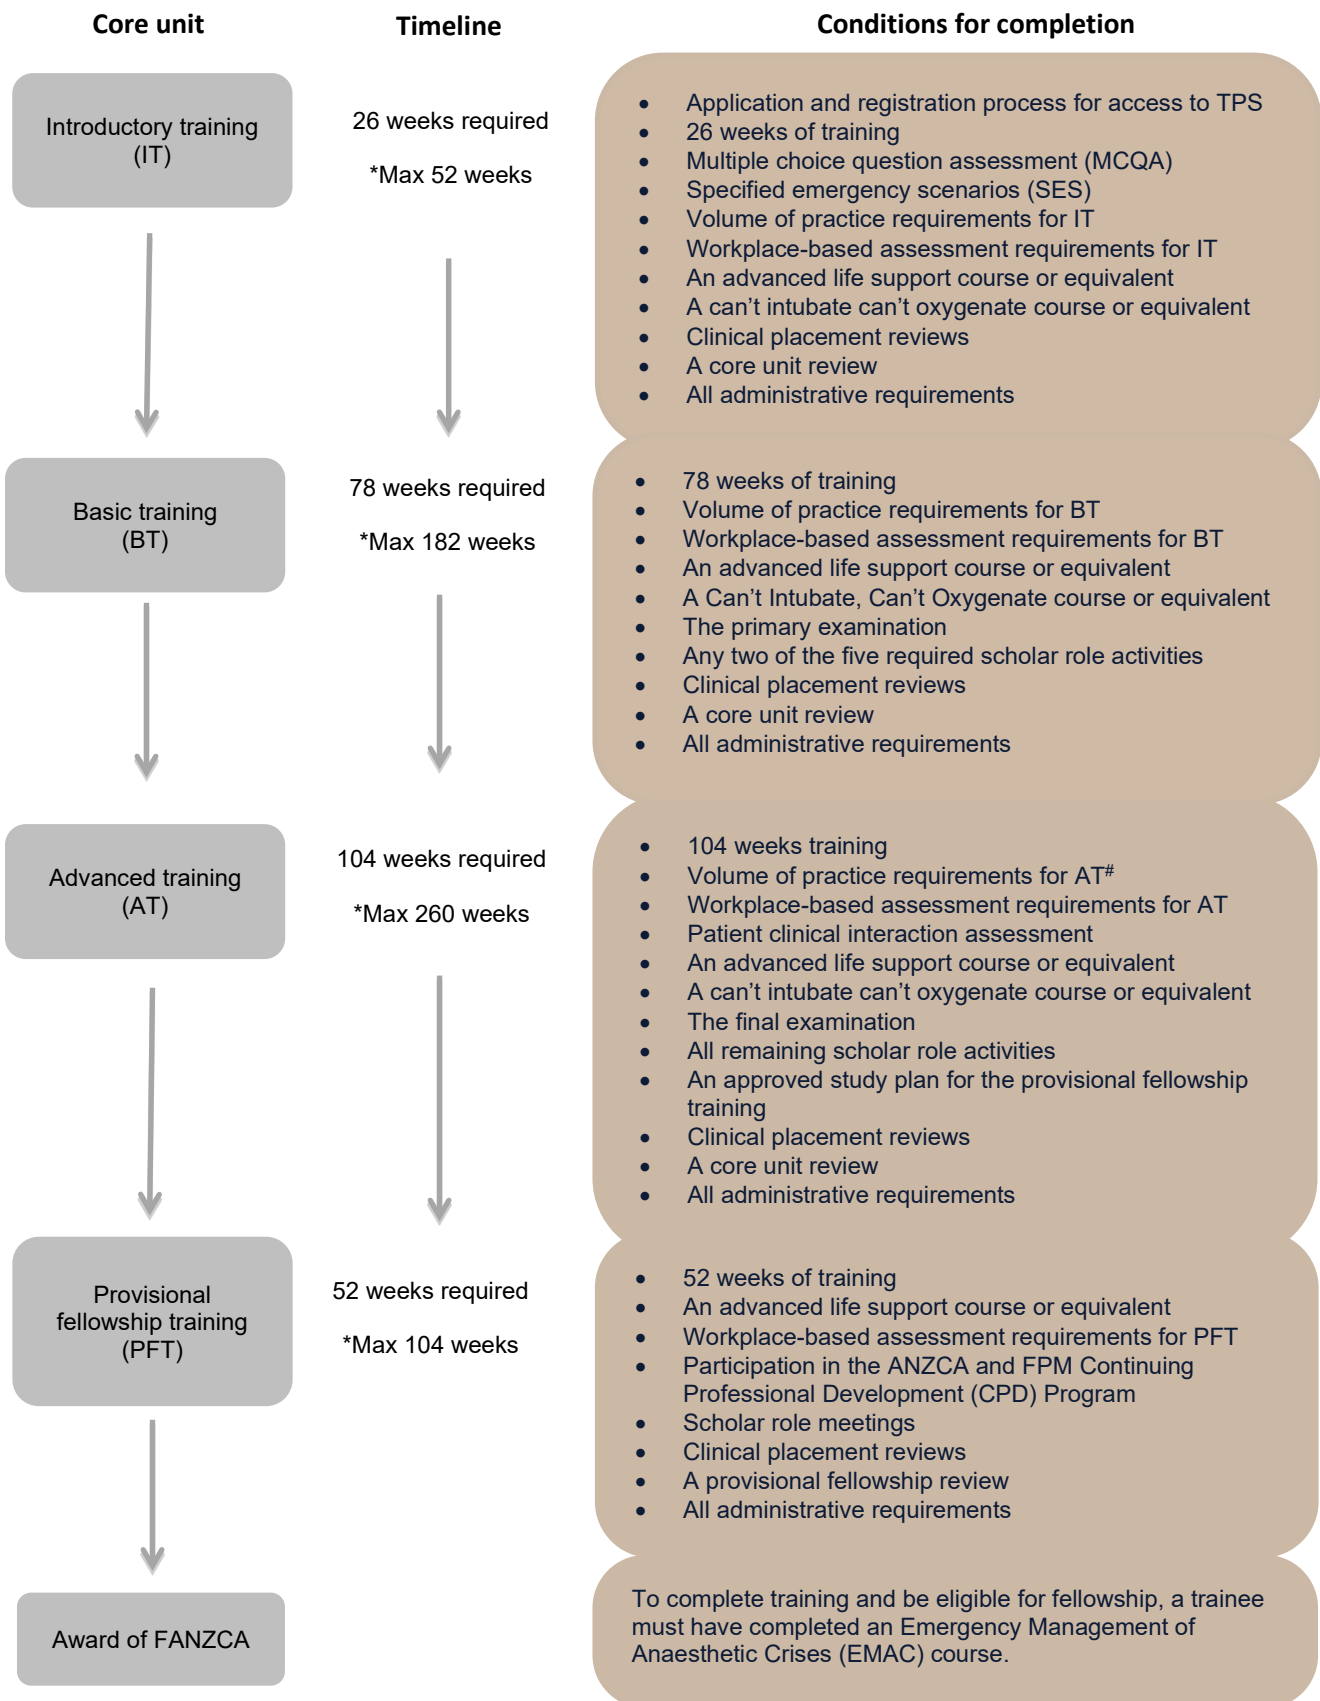 Core unit
Timeline
Conditions for completion
Introductory training
(IT)
26 weeks required
*Max 52 weeks
• Application and registration process for access to TPS
• 26 weeks of training
• Multiple choice question assessment (MCQA)
• Specified emergency scenarios (SES)
• Volume of practice requirements for IT
• Workplace-based assessment requirements for IT
• An advanced life support course or equivalent
• A can’t intubate can’t oxygenate course or equivalent
• Clinical placement reviews
• A core unit review
• All administrative requirements
Basic training
(BT)
78 weeks required
*Max 182 weeks
• 78 weeks of training
• Volume of practice requirements for BT
• Workplace-based assessment requirements for BT
• An advanced life support course or equivalent
• A Can’t Intubate, Can’t Oxygenate course or equivalent
• The primary examination
• Any two of the five required scholar role activities
• Clinical placement reviews
• A core unit review
• All administrative requirements
Advanced training
(AT)
104 weeks required
*Max 260 weeks
• 104 weeks training
• Volume of practice requirements for AT#
• Workplace-based assessment requirements for AT
• Patient clinical interaction assessment
• An advanced life support course or equivalent
• A can’t intubate can’t oxygenate course or equivalent
• The final examination
• All remaining scholar role activities
• An approved study plan for the provisional fellowship
training
• Clinical placement reviews
• A core unit review
• All administrative requirements
Provisional
fellowship training
(PFT)
52 weeks required
*Max 104 weeks
• 52 weeks of training
• An advanced life support course or equivalent
• Workplace-based assessment requirements for PFT
• Participation in the ANZCA and FPM Continuing
Professional Development (CPD) Program
• Scholar role meetings
• Clinical placement reviews
• A provisional fellowship review
• All administrative requirements
Award of FANZCA
To complete training and be eligible for fellowship, a trainee
must have completed an Emergency Management of
Anaesthetic Crises (EMAC) course.